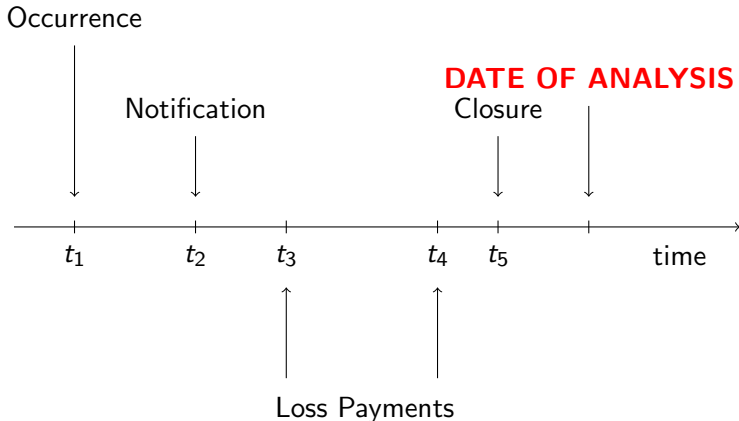 Occurrence
DATE OF ANALYSIS
Notification
Closure
t₁
t₂
t₃
t₄
t₅
time
Loss Payments